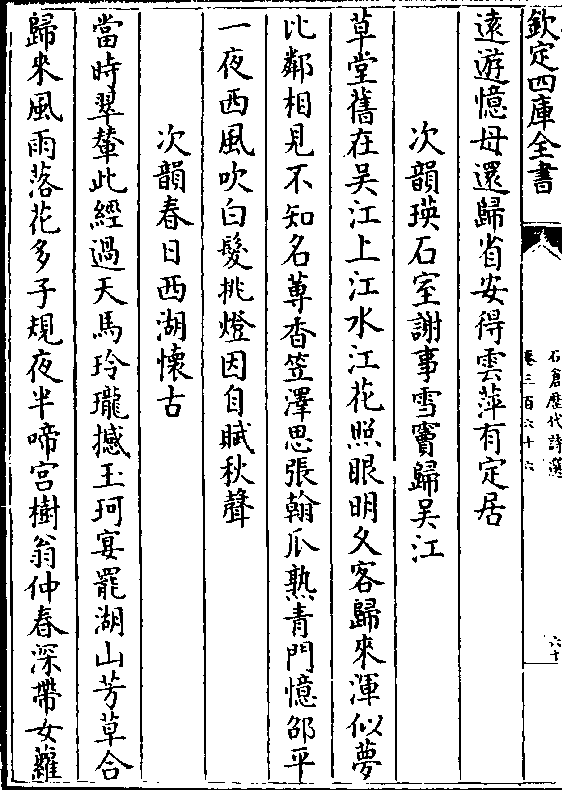 欽定四庫全書
石倉歴代詩選
卷三百六十六
六十
逺遊憶母還歸省安得雲萍有定居
次韻瑛石室謝事雪竇歸吳江
草堂舊在吳江上江水江花照眼明久客歸來渾似夢
比鄰相見不知名蓴香笠澤思張翰瓜熟青門憶邵平
一夜西風吹白髮挑燈因自賦秋聲
次韻春日西湖懷古
當時翠輦此經過天馬玲瓏撼玉珂宴罷湖山芳草合
歸來風雨落花多子規夜半啼宮樹翁仲春深帶女蘿